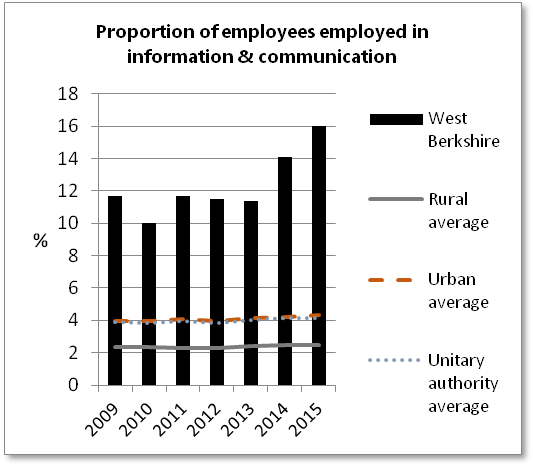 Proportion of employees employed in
information & communication
18
16
14
12
10
8
6
4
2
0
%
2009
2010
2011
2012
2013
2014
2015
West
Berkshire
Rural
average
Urban
average
Unitary
authority
average